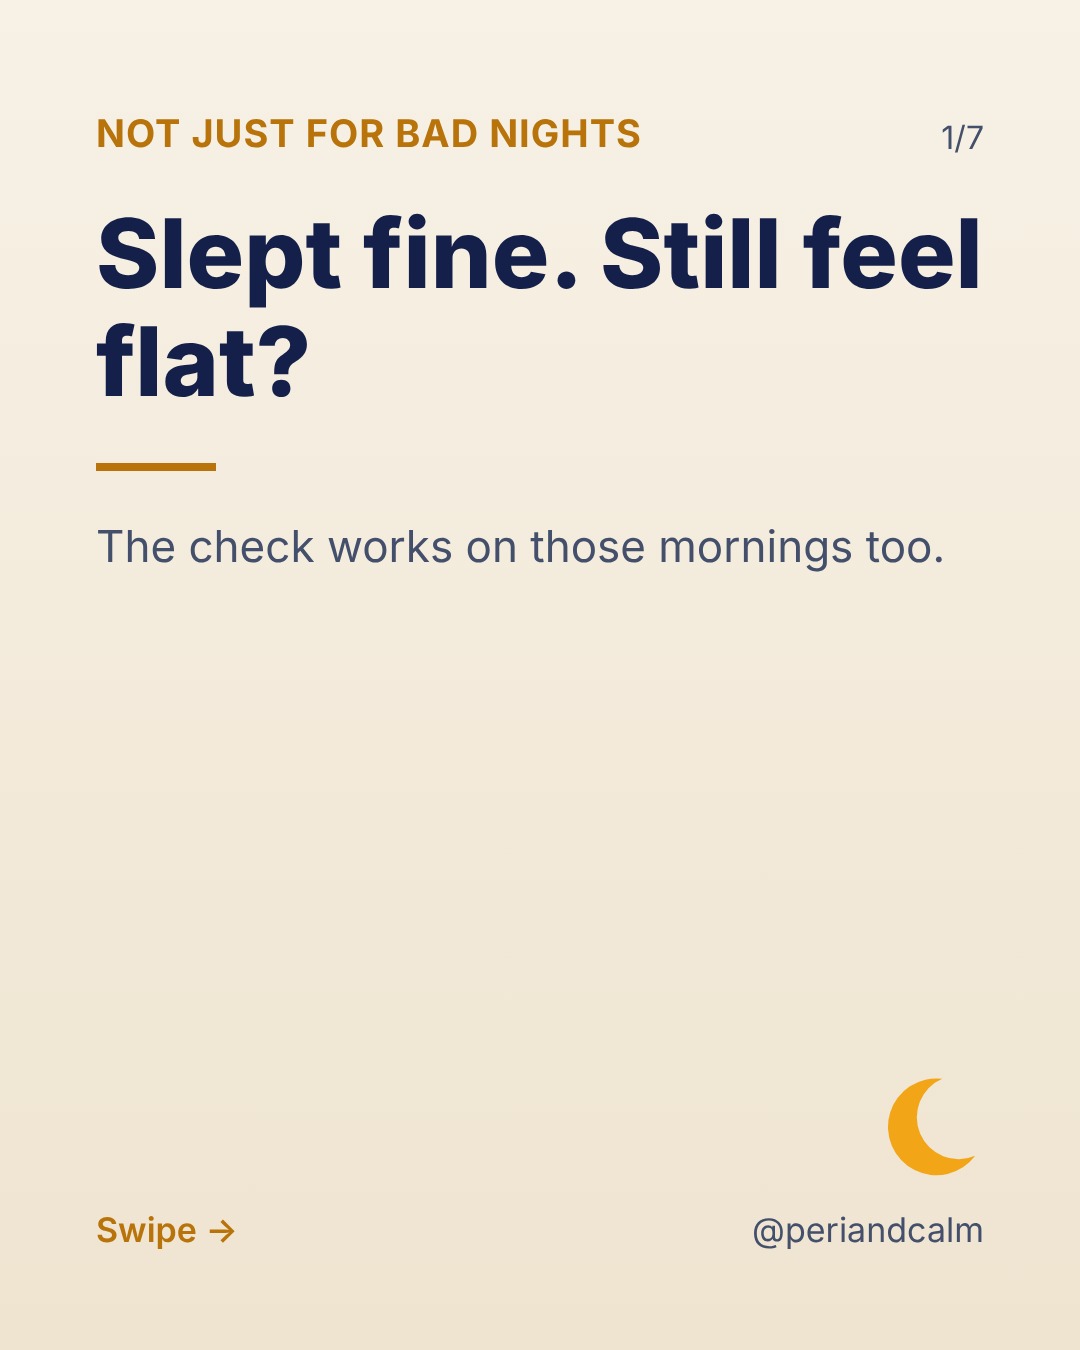 NOT JUST FOR BAD NIGHTS
1/7
Slept fine. Still feel
flat?
The check works on those mornings too.
Swipe →
@periandcalm